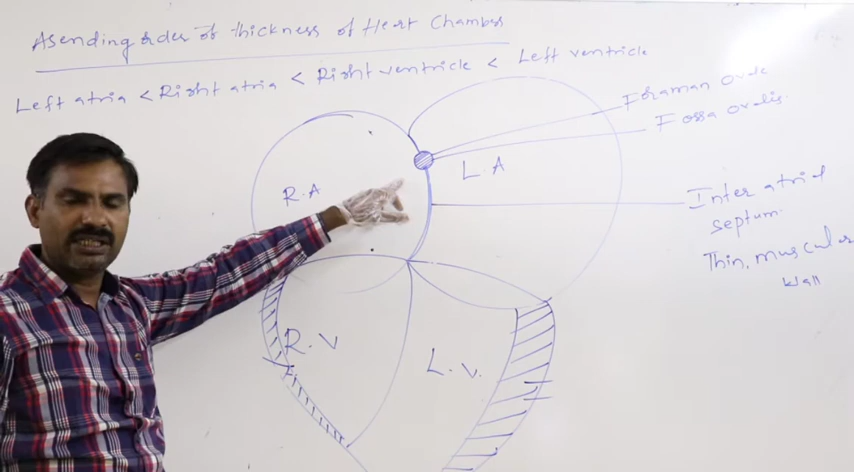 Asending order of thickness of Heart Chambers
Left atria < Right atria < Right ventricle < Left ventricle
Foraman Ovale
Fossa ovalis.
R.A
L.A
Inter atrial
septum.
Thin, muscular
wall
R.V
L.V.